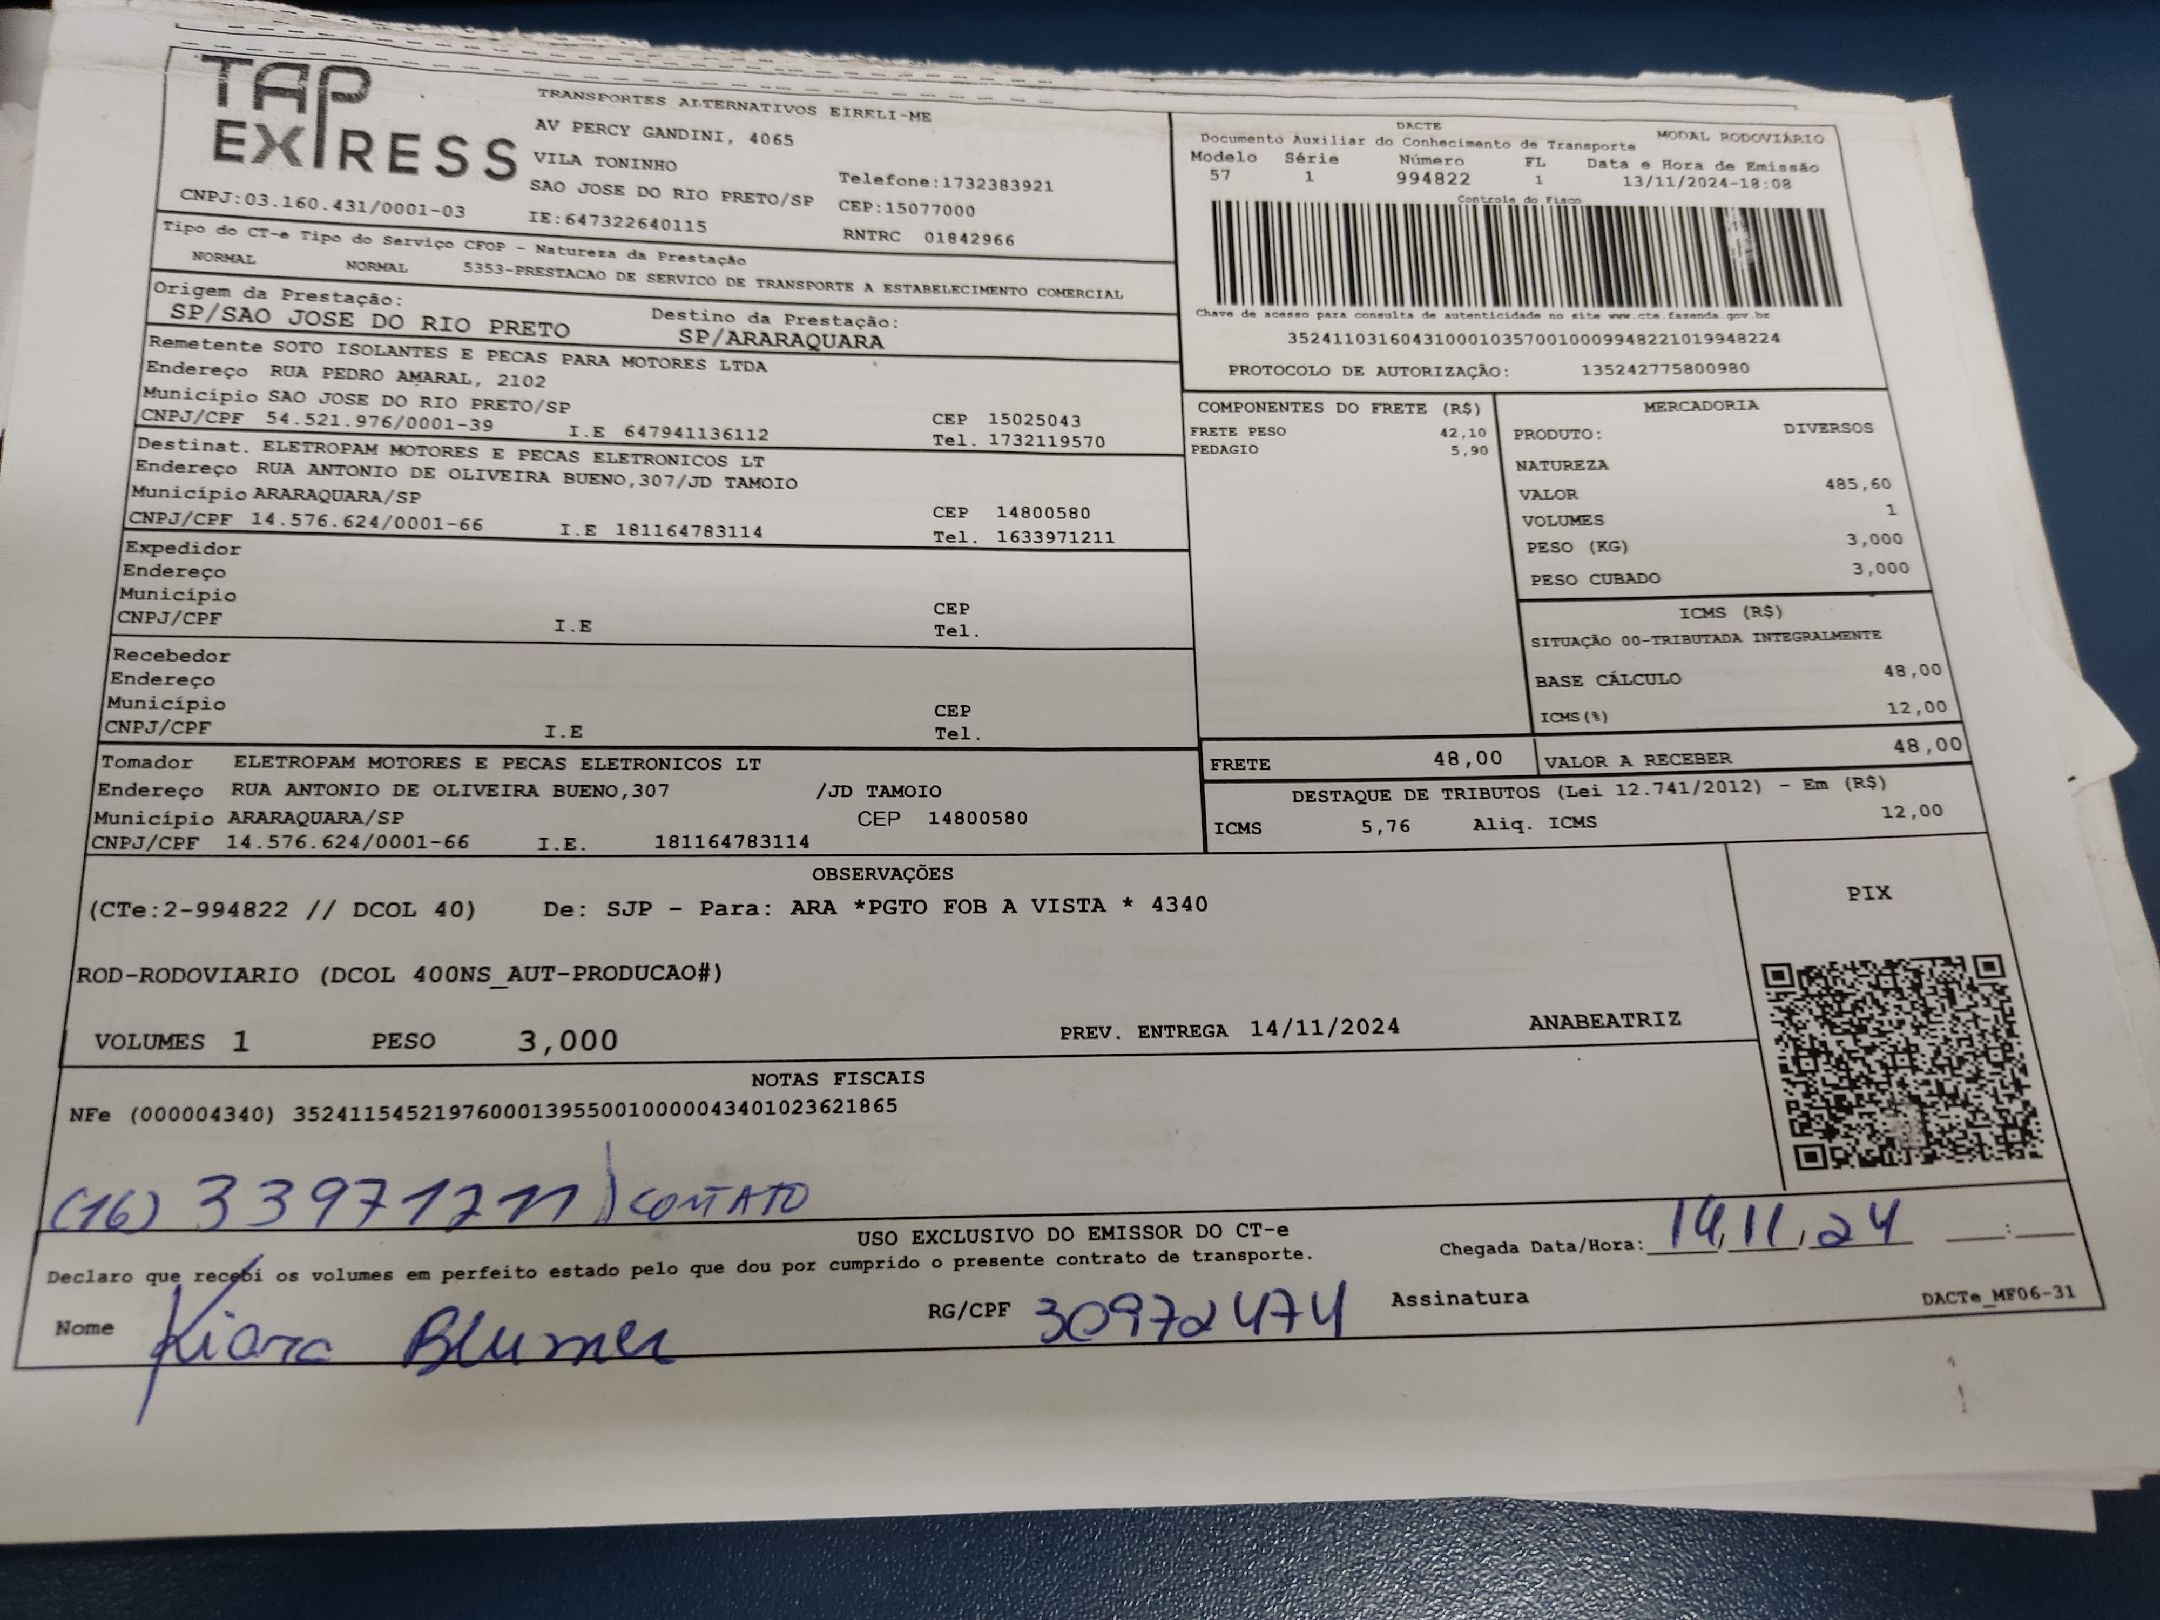 TAP EXPRESS
TRANSPORTES ALTERNATIVOS EIRELI-ME
AV PERCY GANDINI, 4065
VILA TONINHO
SAO JOSE DO RIO PRETO/SP
Telefone:1732383921
CEP:15077000
CNPJ:03.160.431/0001-03
IE:647322640115
RNTRC 01842966
Tipo do CT-e Tipo do Serviço CFOP - Natureza da Prestação
NORMAL NORMAL 5353-PRESTACAO DE SERVICO DE TRANSPORTE A ESTABELECIMENTO COMERCIAL
Origem da Prestação: Destino da Prestação:
SP/SAO JOSE DO RIO PRETO SP/ARARAQUARA
Remetente SOTO ISOLANTES E PECAS PARA MOTORES LTDA
Endereço RUA PEDRO AMARAL, 2102
Município SAO JOSE DO RIO PRETO/SP CEP 15025043
CNPJ/CPF 54.521.976/0001-39 I.E 647941136112 Tel. 1732119570
Destinat. ELETROPAM MOTORES E PECAS ELETRONICOS LT
Endereço RUA ANTONIO DE OLIVEIRA BUENO,307/JD TAMOIO
Município ARARAQUARA/SP CEP 14800580
CNPJ/CPF 14.576.624/0001-66 I.E 181164783114 Tel. 1633971211
Expedidor
Endereço
Município CEP
CNPJ/CPF I.E Tel.
Recebedor
Endereço
Município CEP
CNPJ/CPF I.E Tel.
Tomador ELETROPAM MOTORES E PECAS ELETRONICOS LT
Endereço RUA ANTONIO DE OLIVEIRA BUENO,307 /JD TAMOIO
Município ARARAQUARA/SP CEP 14800580
CNPJ/CPF 14.576.624/0001-66 I.E. 181164783114
DACTE
Documento Auxiliar do Conhecimento de Transporte MODAL RODOVIÁRIO
Modelo Série Número FL Data e Hora de Emissão
57 1 994822 1 13/11/2024-18:08
Controle do Fisco
Chave de acesso para consulta de autenticidade no site www.cte.fazenda.gov.br
35241103160431000103570010009948221019948224
PROTOCOLO DE AUTORIZAÇÃO: 135242775800980
COMPONENTES DO FRETE (R$)
FRETE PESO 42,10
PEDAGIO 5,90
MERCADORIA
PRODUTO: DIVERSOS
NATUREZA
VALOR 485,60
VOLUMES 1
PESO (KG) 3,000
PESO CUBADO 3,000
ICMS (R$)
SITUAÇÃO 00-TRIBUTADA INTEGRALMENTE
BASE CÁLCULO 48,00
ICMS(%) 12,00
FRETE 48,00 VALOR A RECEBER 48,00
DESTAQUE DE TRIBUTOS (Lei 12.741/2012) - Em (R$)
ICMS 5,76 Aliq. ICMS 12,00
OBSERVAÇÕES
(CTe:2-994822 // DCOL 40) De: SJP - Para: ARA *PGTO FOB A VISTA * 4340
ROD-RODOVIARIO (DCOL 400NS_AUT-PRODUCAO#)
VOLUMES 1 PESO 3,000 PREV. ENTREGA 14/11/2024 ANABEATRIZ
PIX
NOTAS FISCAIS
NFe (000004340) 35241154521976000139550010000043401023621865
(16) 33971211 CONTATO
USO EXCLUSIVO DO EMISSOR DO CT-e
Declaro que recebi os volumes em perfeito estado pelo que dou por cumprido o presente contrato de transporte.
Chegada Data/Hora: 14,11,24 :
Nome Kiara Blumer RG/CPF 30972474 Assinatura
DACTe_MF06-31